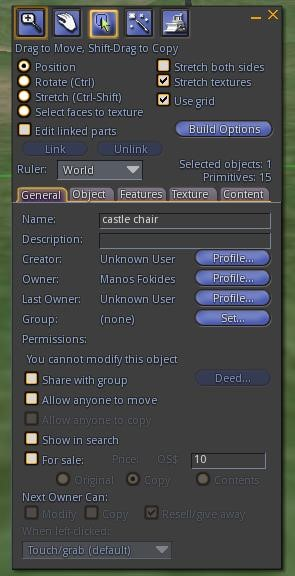 Drag to Move, Shift-Drag to Copy
Position
Stretch both sides
Rotate (Ctrl)
Stretch textures
Stretch (Ctrl-Shift)
Use grid
Select faces to texture
Edit linked parts
Build Options
Link Unlink
Ruler: World
Selected objects: 1
Primitives: 15
General Object Features Texture Content
Name: castle chair
Description:
Creator: Unknown User Profile...
Owner: Manos Fokides Profile...
Last Owner: Unknown User Profile...
Group: (none) Set...
Permissions:
You cannot modify this object
Share with group Deed...
Allow anyone to move
Allow anyone to copy
Show in search
For sale: Price: OS$ 10
Original Copy Contents
Next Owner Can:
Modify Copy Resell/give away
When left-clicked:
Touch/grab (default)